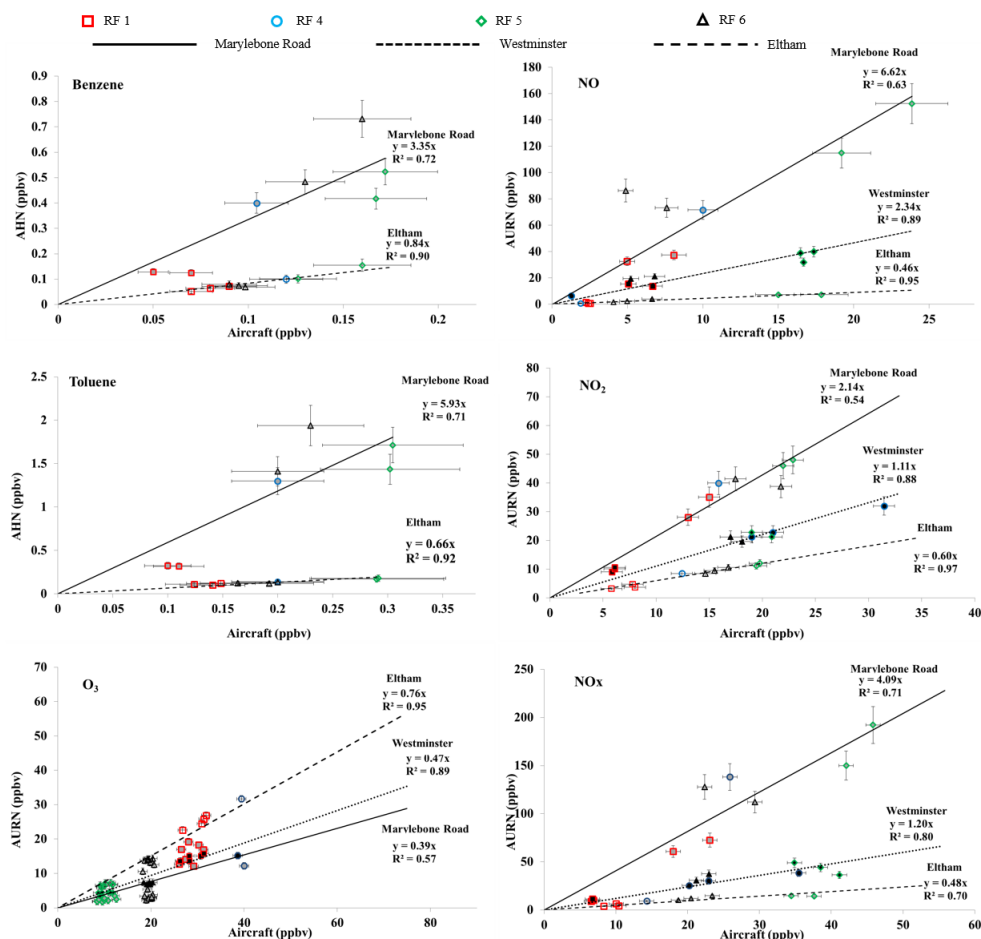 RF 1 RF 4 RF 5 RF 6
Marylebone Road Westminster Eltham
Benzene
AHN (ppbv)
0.9
0.8
0.7
0.6
0.5
0.4
0.3
0.2
0.1
0
0 0.05 0.1 0.15 0.2
Aircraft (ppbv)
Marylebone Road
y = 3.35x
R² = 0.72
Eltham
y = 0.84x
R² = 0.90
NO
AURN (ppbv)
180
160
140
120
100
80
60
40
20
0
0 5 10 15 20 25
Aircraft (ppbv)
Marylebone Road
y = 6.62x
R² = 0.63
Westminster
y = 2.34x
R² = 0.89
Eltham
y = 0.46x
R² = 0.95
Toluene
AHN (ppbv)
2.5
2
1.5
1
0.5
0
0 0.05 0.1 0.15 0.2 0.25 0.3 0.35
Aircraft (ppbv)
Marylebone Road
y = 5.93x
R² = 0.71
Eltham
y = 0.66x
R² = 0.92
NO₂
AURN (ppbv)
80
70
60
50
40
30
20
10
0
0 5 10 15 20 25 30 35 40
Aircraft (ppbv)
Marylebone Road
y = 2.14x
R² = 0.54
Westminster
y = 1.11x
R² = 0.88
Eltham
y = 0.60x
R² = 0.97
O₃
AURN (ppbv)
70
60
50
40
30
20
10
0
0 20 40 60 80
Aircraft (ppbv)
Eltham
y = 0.76x
R² = 0.95
Westminster
y = 0.47x
R² = 0.89
Marylebone Road
y = 0.39x
R² = 0.57
NOx
AURN (ppbv)
250
200
150
100
50
0
0 10 20 30 40 50 60
Aircraft (ppbv)
Marylebone Road
y = 4.09x
R² = 0.71
Westminster
y = 1.20x
R² = 0.80
Eltham
y = 0.48x
R² = 0.70